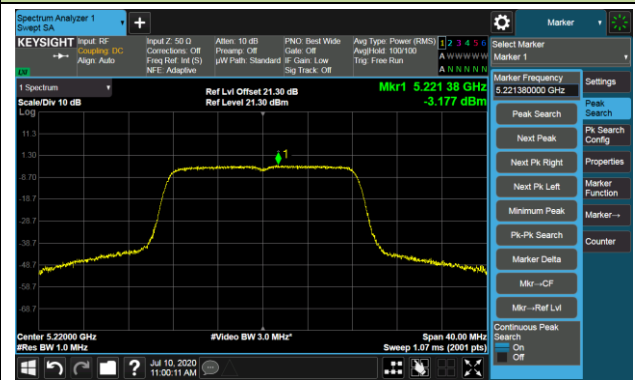 Spectrum Analyzer 1
Swept SA
Marker
KEYSIGHT
Input: RF
Coupling: DC
Align: Auto
Input Z: 50 Ω
Corrections: Off
Freq Ref: Int (S)
NFE: Adaptive
Atten: 10 dB
Preamp: Off
µW Path: Standard
PNO: Best Wide
Gate: Off
IF Gain: Low
Sig Track: Off
Avg Type: Power (RMS)
Avg|Hold: 100/100
Trig: Free Run
1 2 3 4 5 6
A W W W W W
A N N N N N
LXI
1 Spectrum
Scale/Div 10 dB
Log
Ref Lvl Offset 21.30 dB
Ref Level 21.30 dBm
Mkr1 5.221 38 GHz
-3.177 dBm
1
11.3
1.30
-8.70
-18.7
-28.7
-38.7
-48.7
-58.7
-68.7
Center 5.22000 GHz
#Res BW 1.0 MHz
#Video BW 3.0 MHz*
Span 40.00 MHz
Sweep 1.07 ms (2001 pts)
Select Marker
Marker 1
Marker Frequency
5.221380000 GHz
Peak Search
Next Peak
Next Pk Right
Next Pk Left
Minimum Peak
Pk-Pk Search
Marker Delta
Mkr→CF
Mkr→Ref Lvl
Continuous Peak
Search
On
Off
Settings
Peak
Search
Pk Search
Config
Properties
Marker
Function
Marker→
Counter
?
Jul 10, 2020
11:00:11 AM